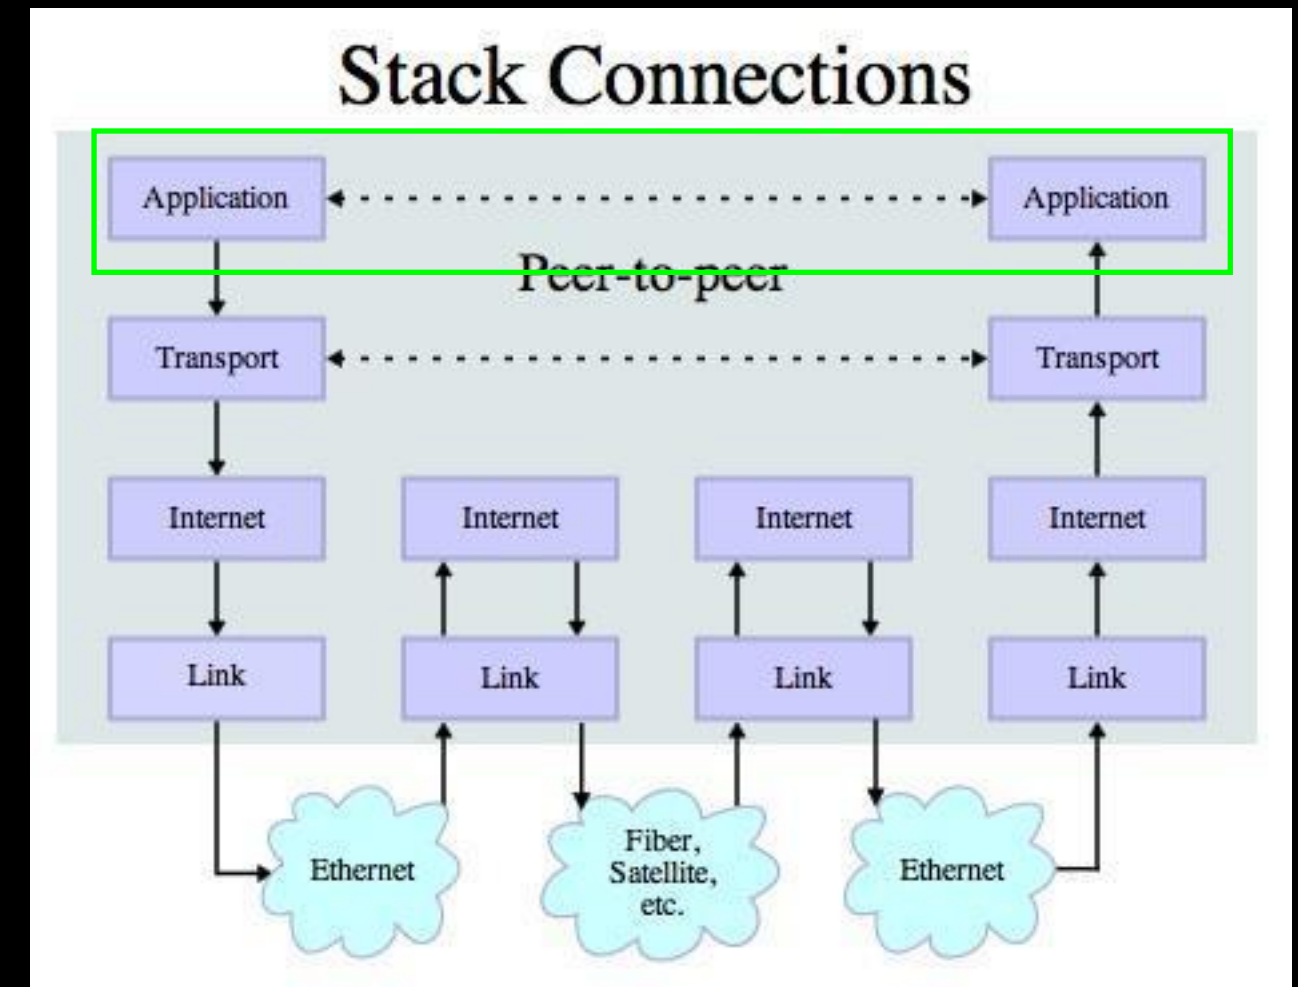 Stack Connections
Application
Application
Peer-to-peer
Transport
Transport
Internet
Internet
Internet
Internet
Link
Link
Link
Link
Ethernet
Fiber,
Satellite,
etc.
Ethernet